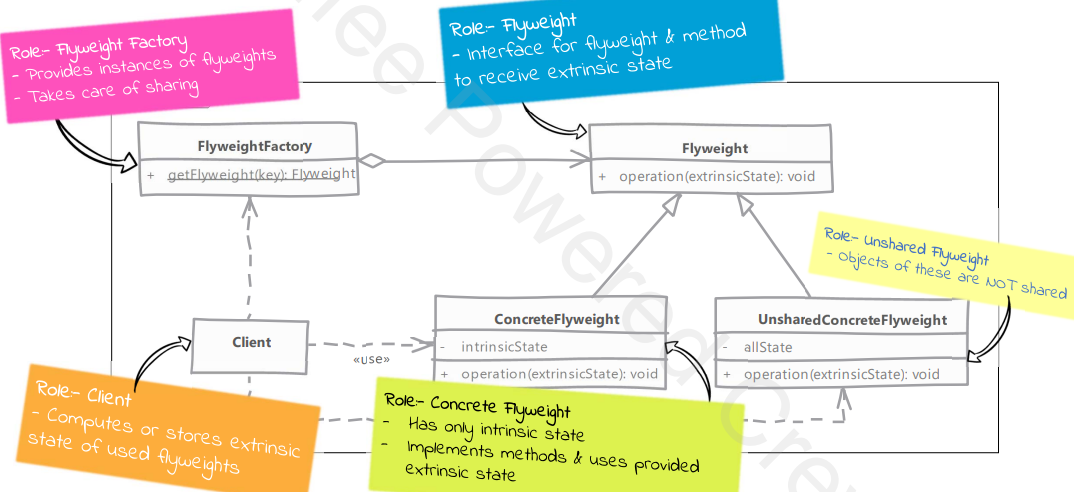 Role:- Flyweight Factory
- Provides instances of flyweights
- Takes care of sharing
Role:- Flyweight
- Interface for flyweight & method
to receive extrinsic state
FlyweightFactory
+ getFlyweight(key): Flyweight
Flyweight
+ operation(extrinsicState): void
Role:- Unshared Flyweight
- Objects of these are NOT shared
ConcreteFlyweight
- intrinsicState
+ operation(extrinsicState): void
UnsharedConcreteFlyweight
- allState
+ operation(extrinsicState): void
Client
«use»
Role:- Client
- Computes or stores extrinsic
state of used flyweights
Role:- Concrete Flyweight
- Has only intrinsic state
- Implements methods & uses provided
extrinsic state
Powered